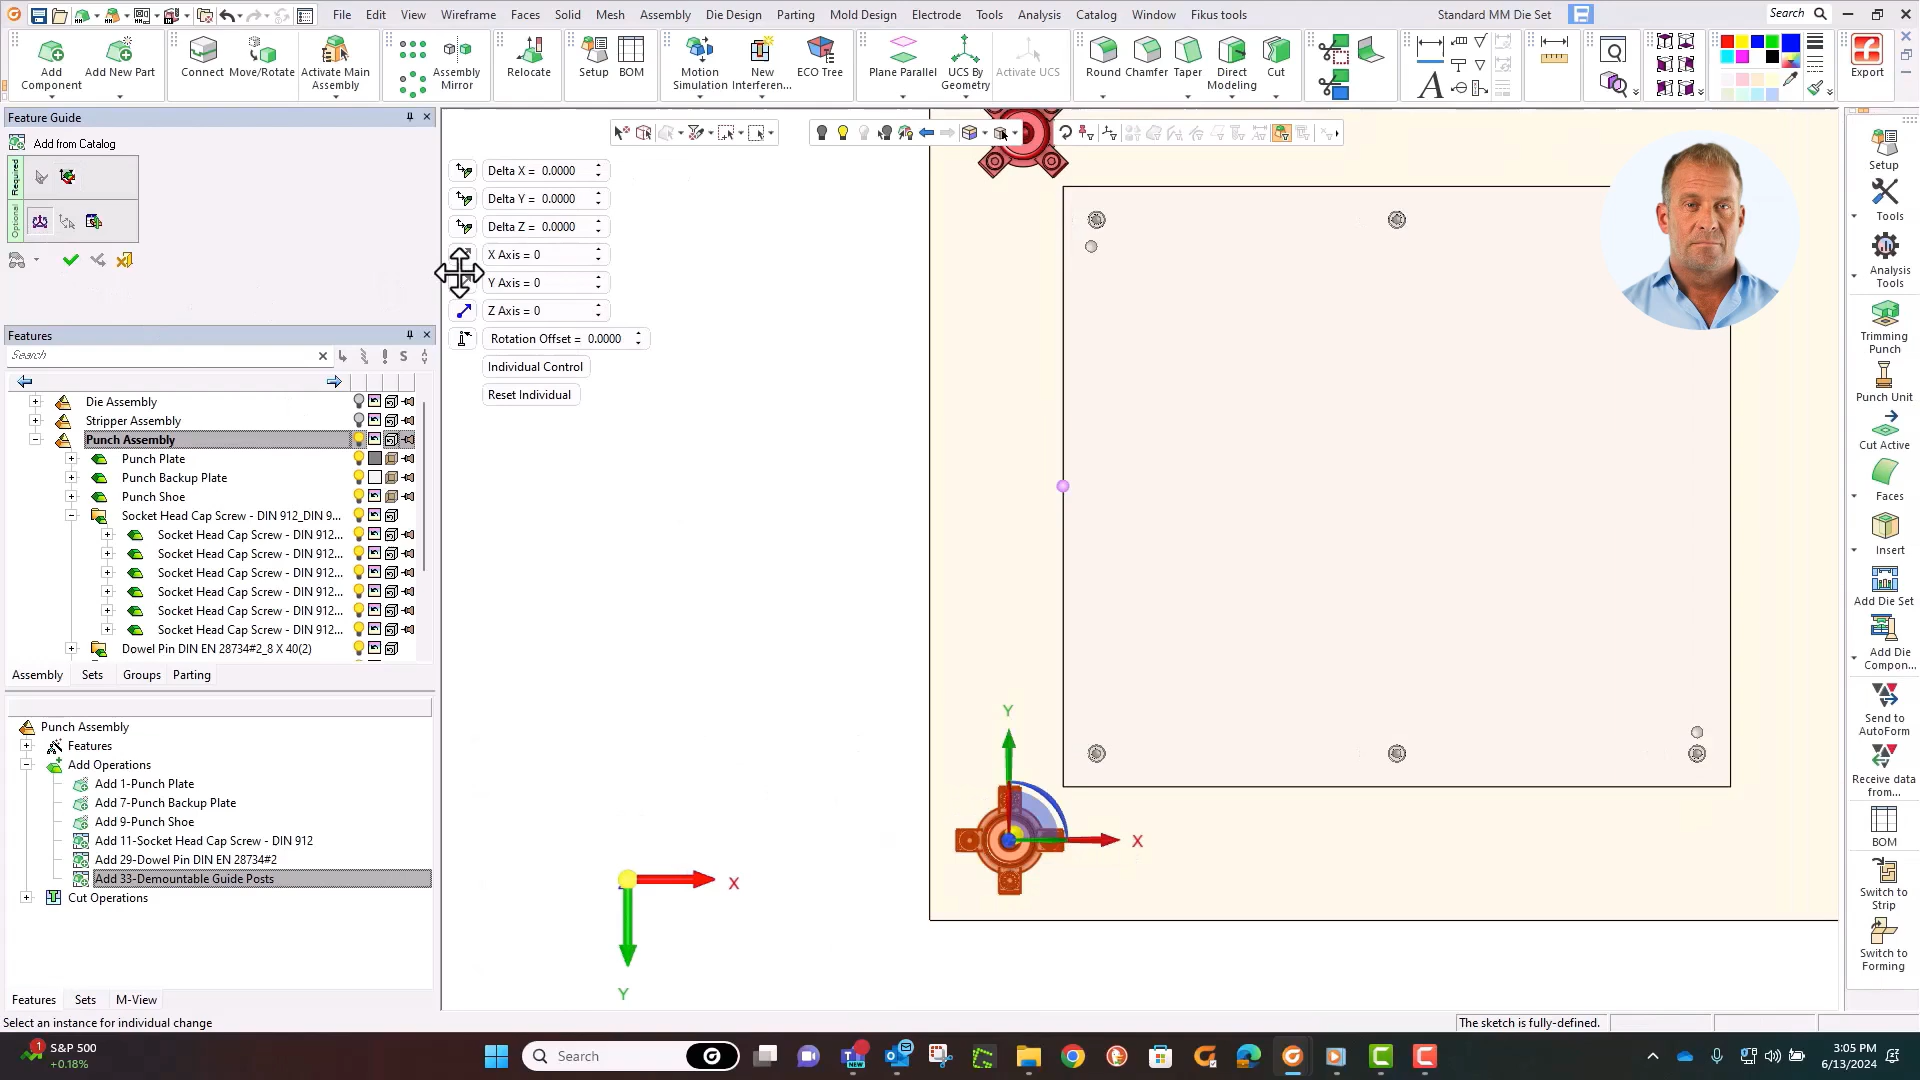 File Edit View Wireframe Faces Solid Mesh Assembly Die Design Parting Mold Design Electrode Tools Analysis Catalog Window Fikus tools
Standard MM Die Set
Search
Add Component
Add New Part
Connect
Move/Rotate
Activate Main Assembly
Assembly Mirror
Relocate
Setup
BOM
Motion Simulation
New Interferen...
ECO Tree
Plane Parallel
UCS By Geometry
Activate UCS
Round
Chamfer
Taper
Direct Modeling
Cut
Export
Feature Guide
Add from Catalog
Required
Optional
Delta X = 0.0000
Delta Y = 0.0000
Delta Z = 0.0000
X Axis = 0
Y Axis = 0
Z Axis = 0
Rotation Offset = 0.0000
Individual Control
Reset Individual
Features
Search
S
Die Assembly
Stripper Assembly
Punch Assembly
Punch Plate
Punch Backup Plate
Punch Shoe
Socket Head Cap Screw - DIN 912_DIN 9...
Socket Head Cap Screw - DIN 912...
Socket Head Cap Screw - DIN 912...
Socket Head Cap Screw - DIN 912...
Socket Head Cap Screw - DIN 912...
Socket Head Cap Screw - DIN 912...
Socket Head Cap Screw - DIN 912...
Dowel Pin DIN EN 28734#2_8 X 40(2)
Assembly Sets Groups Parting
Punch Assembly
Features
Add Operations
Add 1-Punch Plate
Add 7-Punch Backup Plate
Add 9-Punch Shoe
Add 11-Socket Head Cap Screw - DIN 912
Add 29-Dowel Pin DIN EN 28734#2
Add 33-Demountable Guide Posts
Cut Operations
Features Sets M-View
Select an instance for individual change
Y
X
X
Y
The sketch is fully-defined.
Setup
Tools
Analysis Tools
Trimming Punch
Punch Unit
Cut Active
Faces
Insert
Add Die Set
Add Die Compon...
Send to AutoForm
Receive data from...
BOM
Switch to Strip
Switch to Forming
1
S&P 500
+0.18%
Search
NEW
3:05 PM
6/13/2024